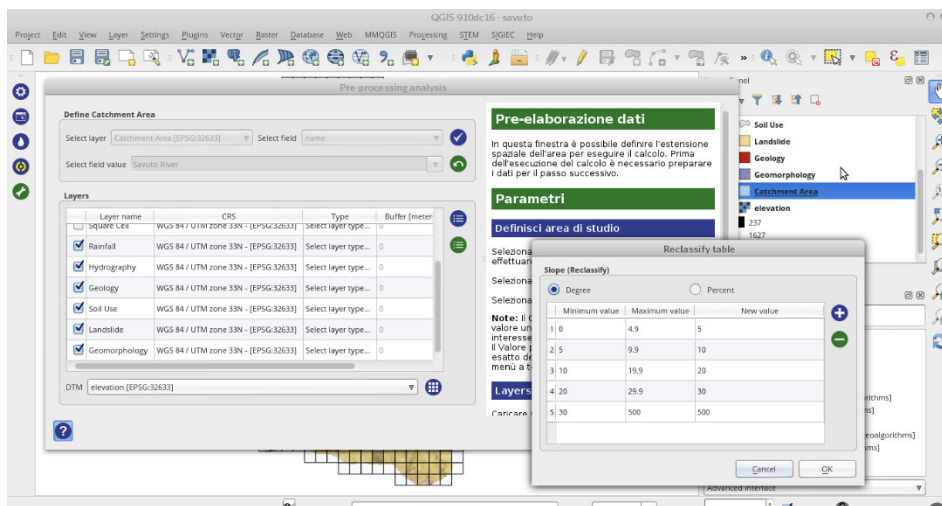 QGIS 910dc16 - savuto
Project Edit View Layer Settings Plugins Vector Raster Database Web MMQGIS Processing STEM SIGIEC Help
Pre-processing analysis
Define Catchment Area
Select layer Catchment Area [EPSG:32633] Select field name
Select field value Savuto River
Layers
Layer name CRS Type Buffer [meter
Square Cell WGS 84 / UTM zone 33N - [EPSG:32633] Select layer type... 0
Rainfall WGS 84 / UTM zone 33N - [EPSG:32633] Select layer type... 0
Hydrography WGS 84 / UTM zone 33N - [EPSG:32633] Select layer type... 0
Geology WGS 84 / UTM zone 33N - [EPSG:32633] Select layer type... 0
Soil Use WGS 84 / UTM zone 33N - [EPSG:32633] Select layer type... 0
Landslide WGS 84 / UTM zone 33N - [EPSG:32633] Select layer type... 0
Geomorphology WGS 84 / UTM zone 33N - [EPSG:32633] Select layer type... 0
DTM elevation [EPSG:32633]
Pre-elaborazione dati
In questa finestra è possibile definire l'estensione
spaziale dell'area per eseguire il calcolo. Prima
dell'esecuzione del calcolo è necessario preparare
i dati per il passo successivo.
Parametri
Definisci area di studio
Seleziona
effettuar
Seleziona
Seleziona
Note: Il C
valore un
interesse
Il Valore p
esatto de
menù a t
Layers
Caricare
nel
Soil Use
Landslide
Geology
Geomorphology
Catchment Area
elevation
237
1627
Reclassify table
Slope (Reclassify)
Degree Percent
Minimum value Maximum value New value
1 0 4.9 5
2 5 9.9 10
3 10 19.9 20
4 20 29.9 30
5 30 500 500
Cancel OK
rithms]
ns]
eoalgorithms]
ms]
Advanced interface